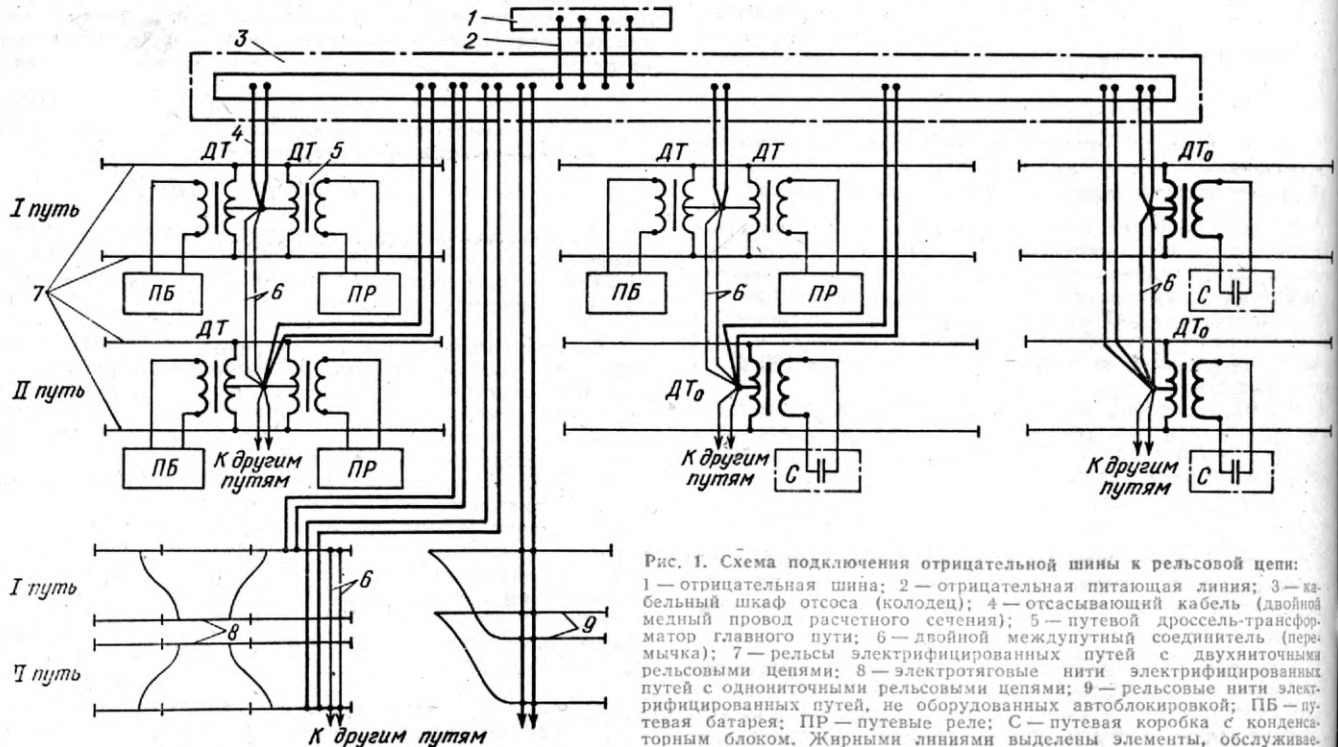 1
2
3
4
ДТ ДТ 5
ДТ ДТ
ДТ₀
I путь
7
ПБ 6 ПР
ПБ 6 ПР
6
С
ДТ
ДТ₀
II путь
ДТ₀
ПБ К другим путям ПР
К другим путям С
К другим путям С
I путь
6
8
9
путь
К другим путям
Рис. 1. Схема подключения отрицательной шины к рельсовой цепи:
1 — отрицательная шина; 2 — отрицательная питающая линия; 3 — ка-
бельный шкаф отсоса (колодец); 4 — отсасывающий кабель (двойной
медный провод расчетного сечения); 5 — путевой дроссель-трансфор-
матор главного пути; 6 — двойной междупутный соединитель (пере-
мычка); 7 — рельсы электрифицированных путей с двухниточными
рельсовыми цепями; 8 — электротяговые нити электрифицированных
путей с однониточными рельсовыми цепями; 9 — рельсовые нити элект-
рифицированных путей, не оборудованных автоблокировкой; ПБ — пу-
тевая батарея; ПР — путевые реле; С — путевая коробка с конденса-
торным блоком. Жирными линиями выделены элементы, обслуживае-